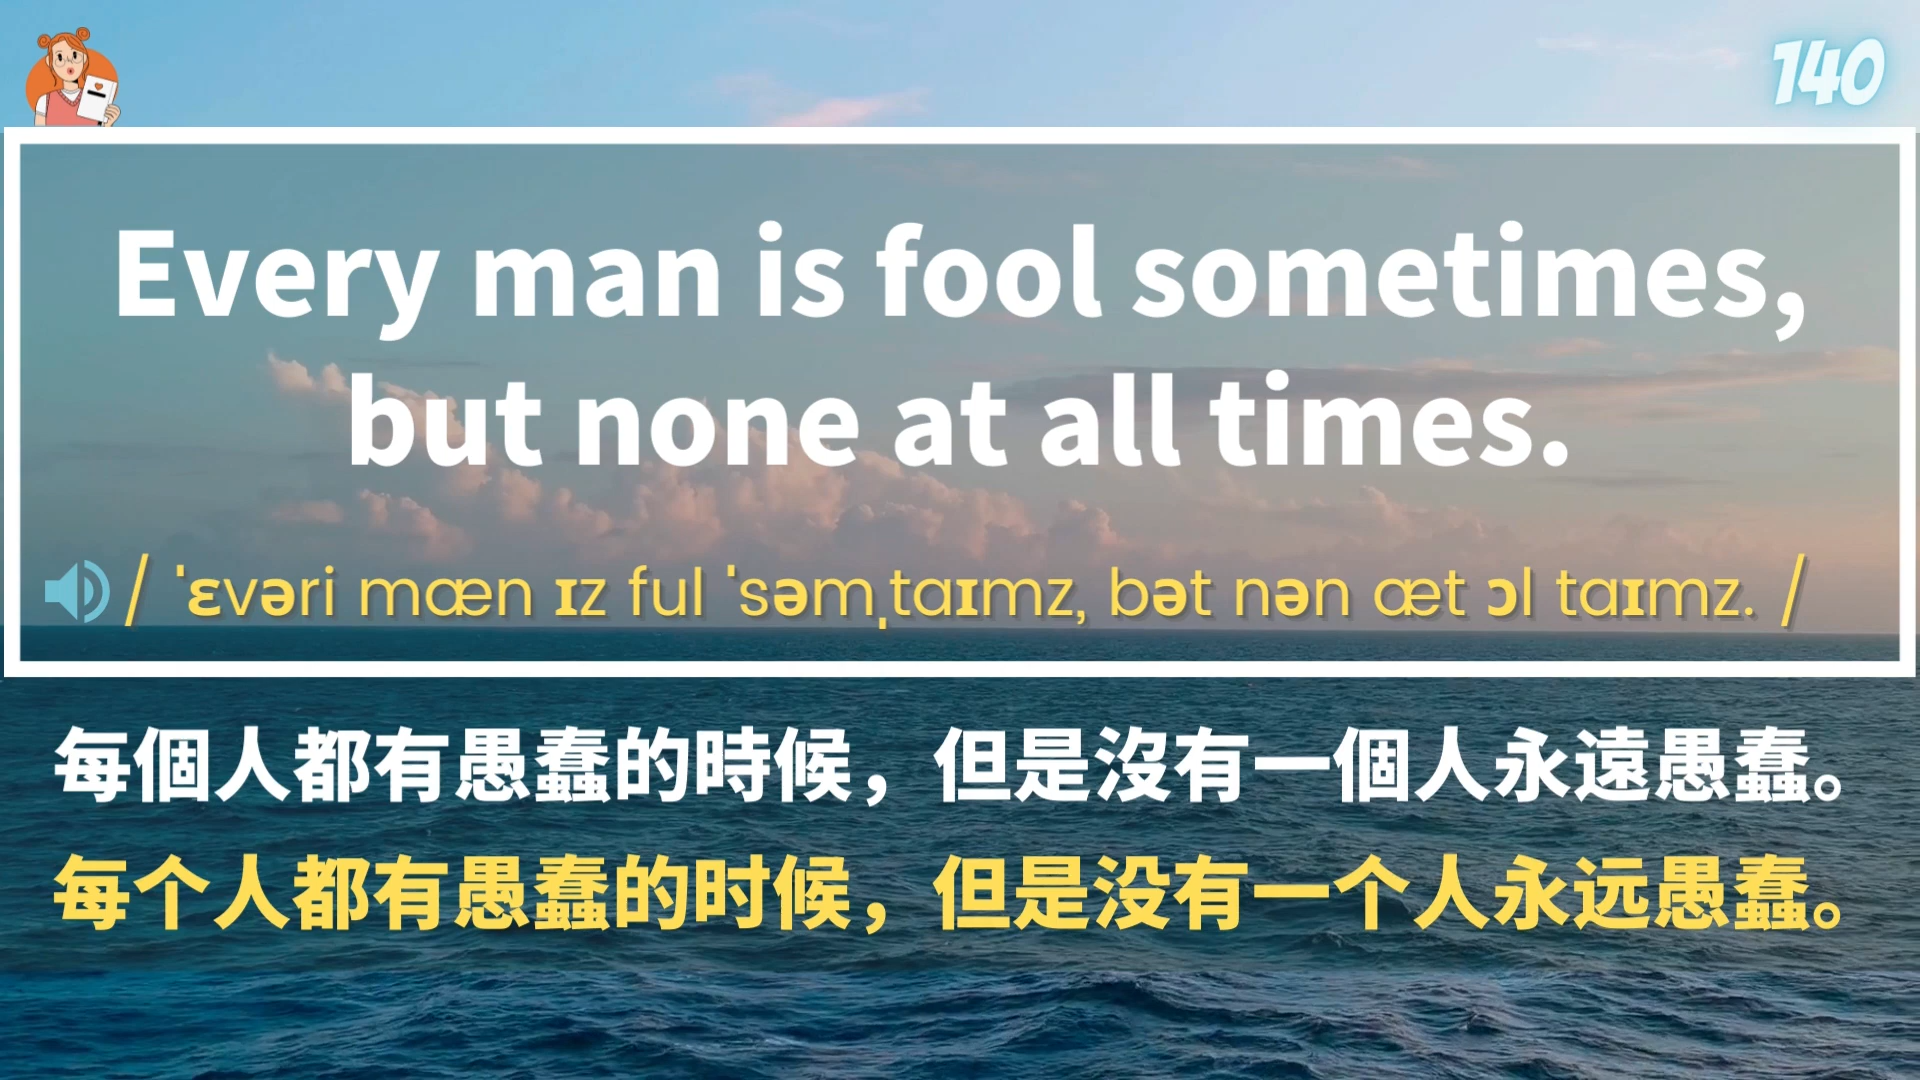 140
Every man is fool sometimes,
but none at all times.
/ ˈɛvəri mæn ɪz ful ˈsəmˌtaɪmz, bət nən æt ɔl taɪmz. /
每個人都有愚蠢的時候，但是沒有一個人永遠愚蠢。
每个人都有愚蠢的时候，但是没有一个人永远愚蠢。